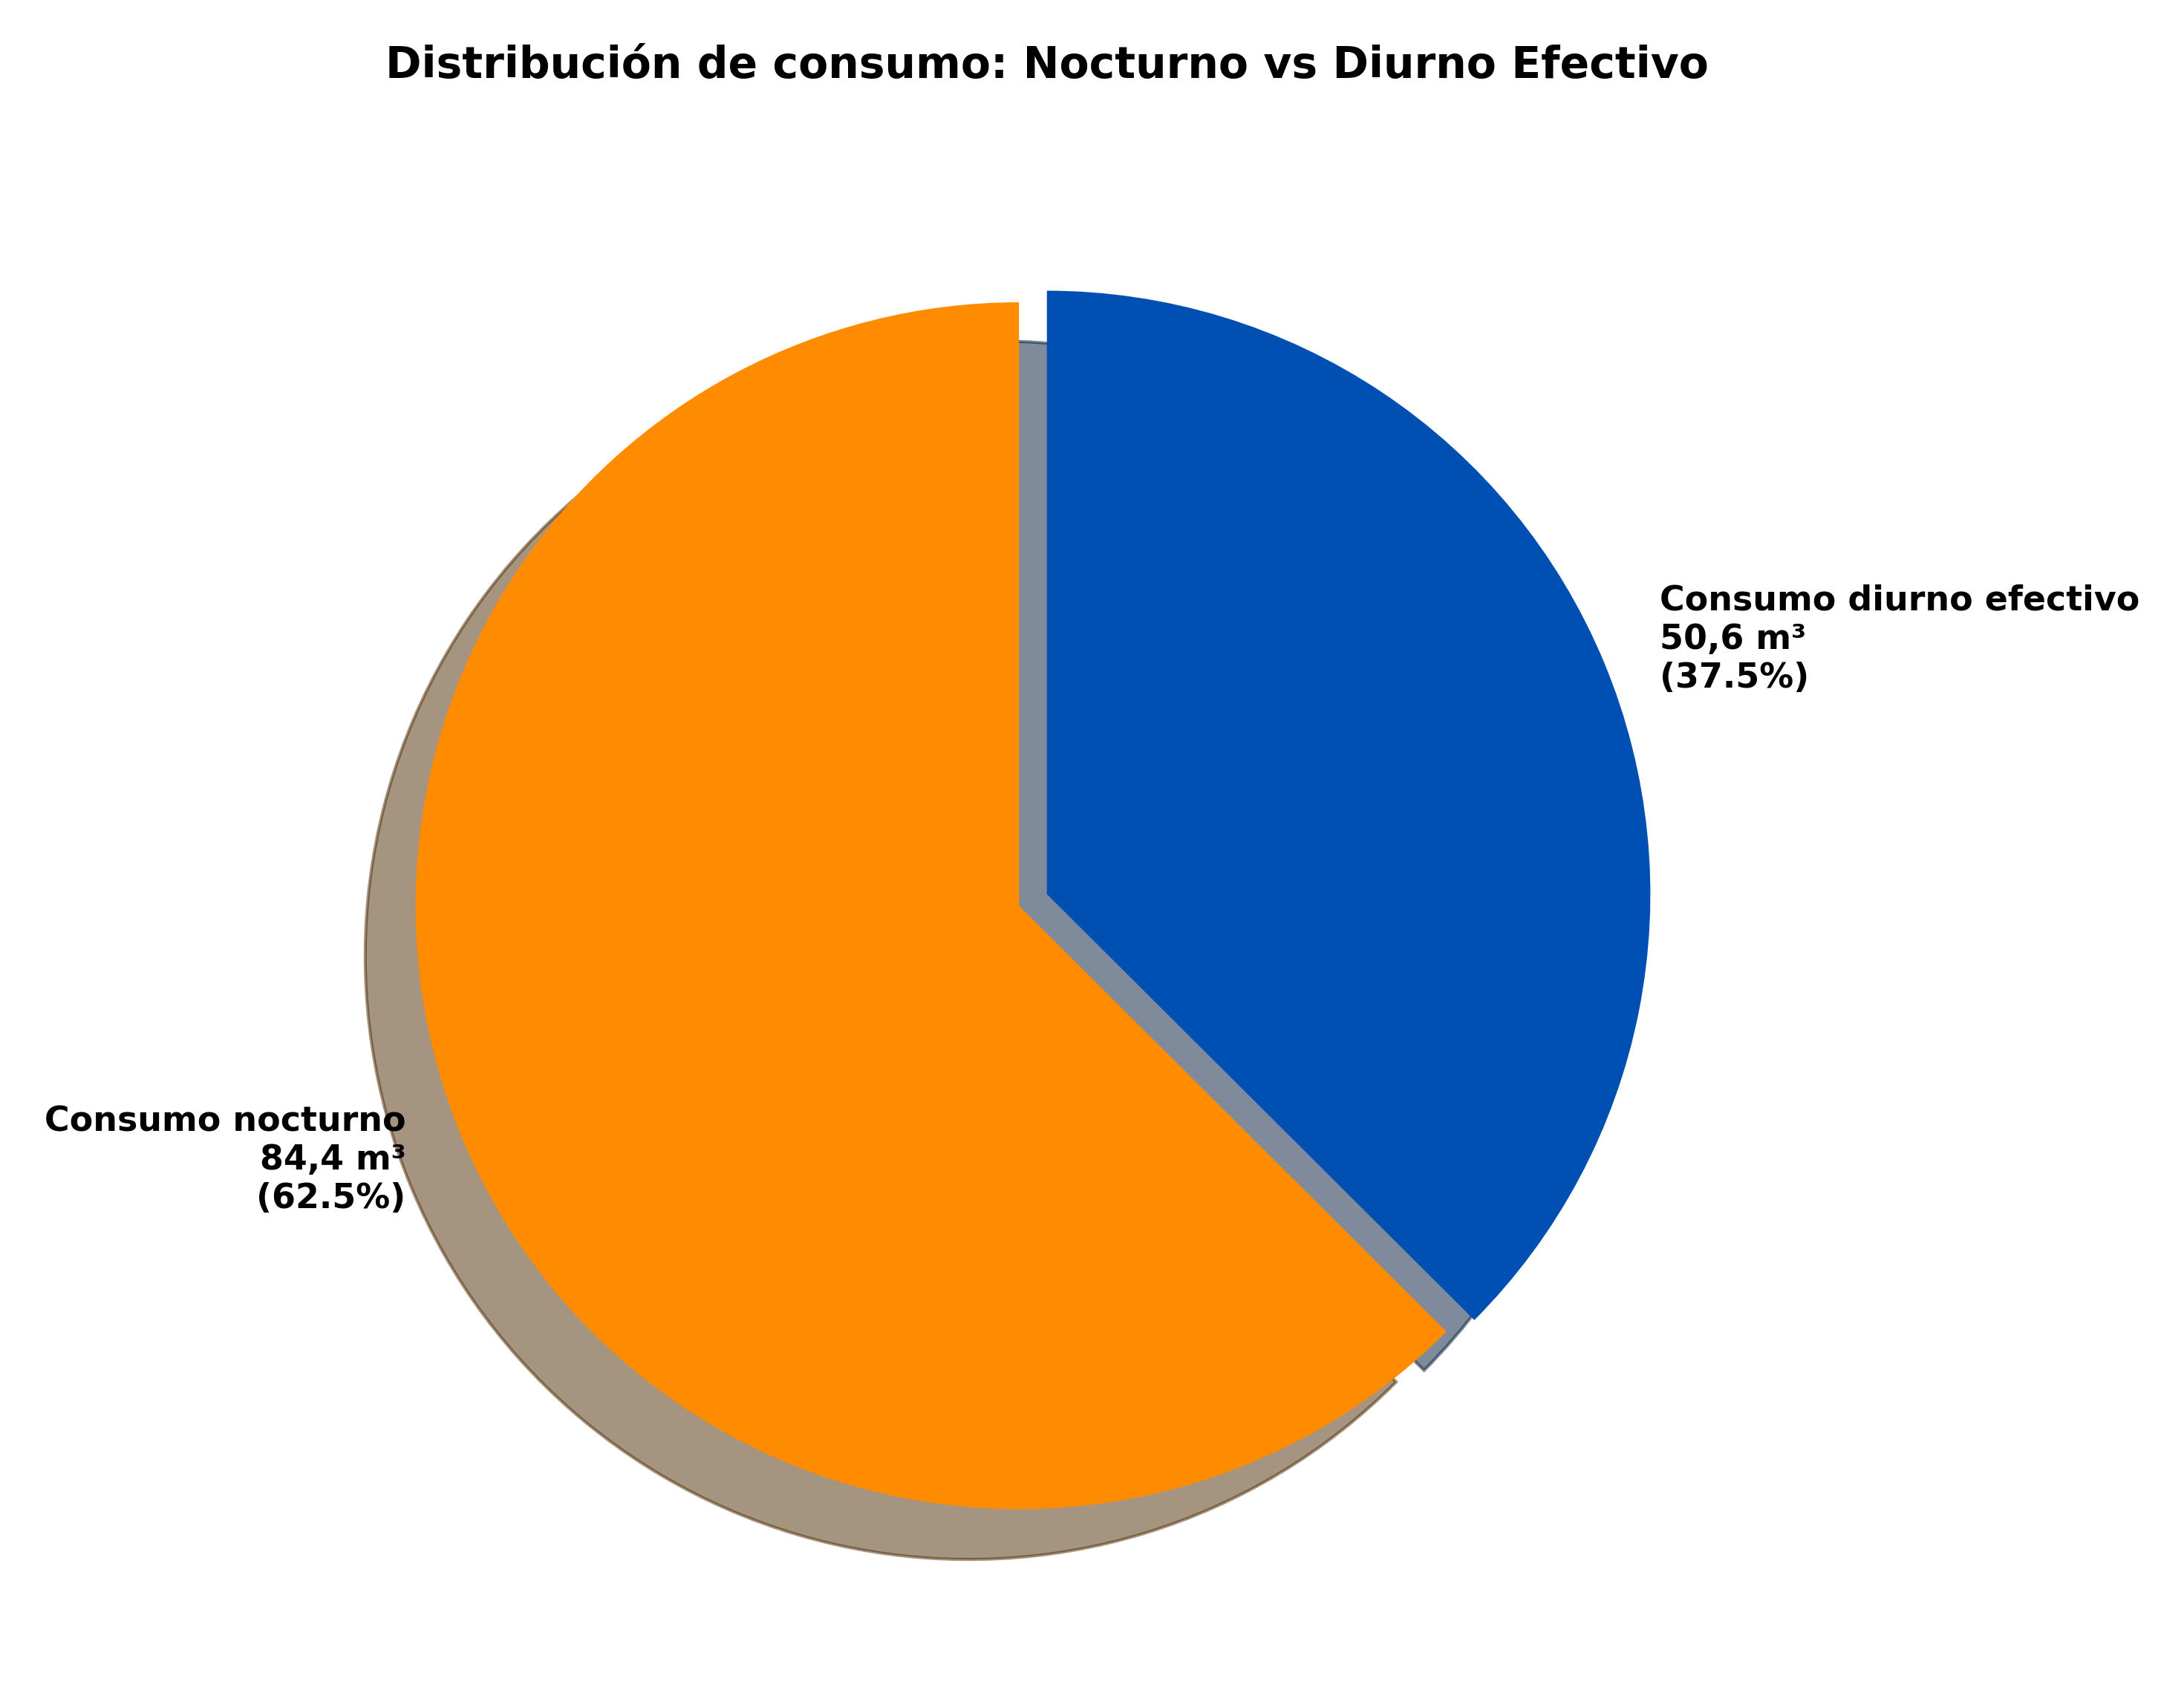 Distribución de consumo: Nocturno vs Diurno Efectivo
Consumo diurno efectivo
50,6 m³
(37.5%)
Consumo nocturno
84,4 m³
(62.5%)